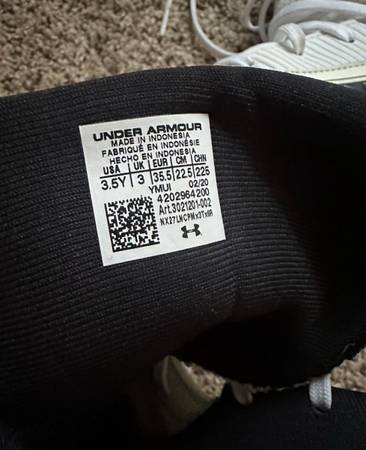 UNDER ARMOUR
MADE IN INDONESIA
FABRIQUÉ EN INDONÉSIE
HECHO EN INDONESIA
USA UK EUR CM CHN
3.5Y 3 35.5 22.5 225
YMUI 02/20
4202964200
Art.3021201-002